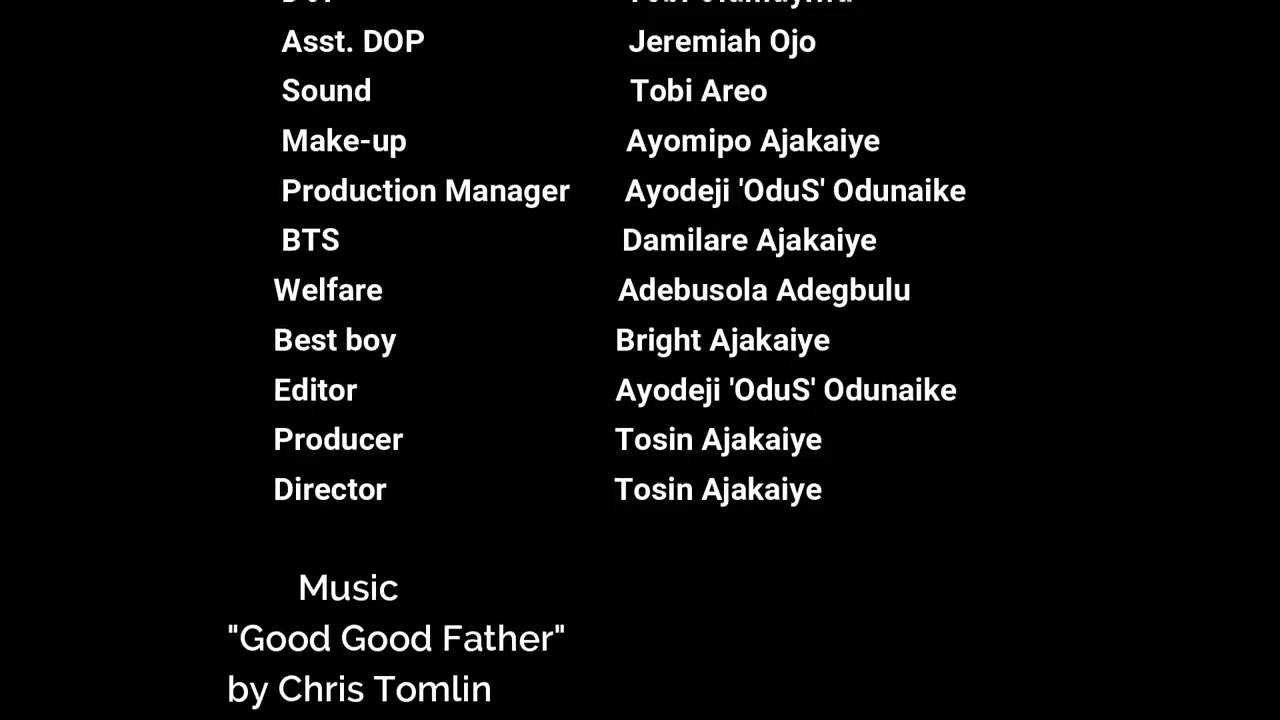 Asst. DOP Jeremiah Ojo
Sound Tobi Areo
Make-up Ayomipo Ajakaiye
Production Manager Ayodeji 'OduS' Odunaike
BTS Damilare Ajakaiye
Welfare Adebusola Adegbulu
Best boy Bright Ajakaiye
Editor Ayodeji 'OduS' Odunaike
Producer Tosin Ajakaiye
Director Tosin Ajakaiye
Music
"Good Good Father"
by Chris Tomlin